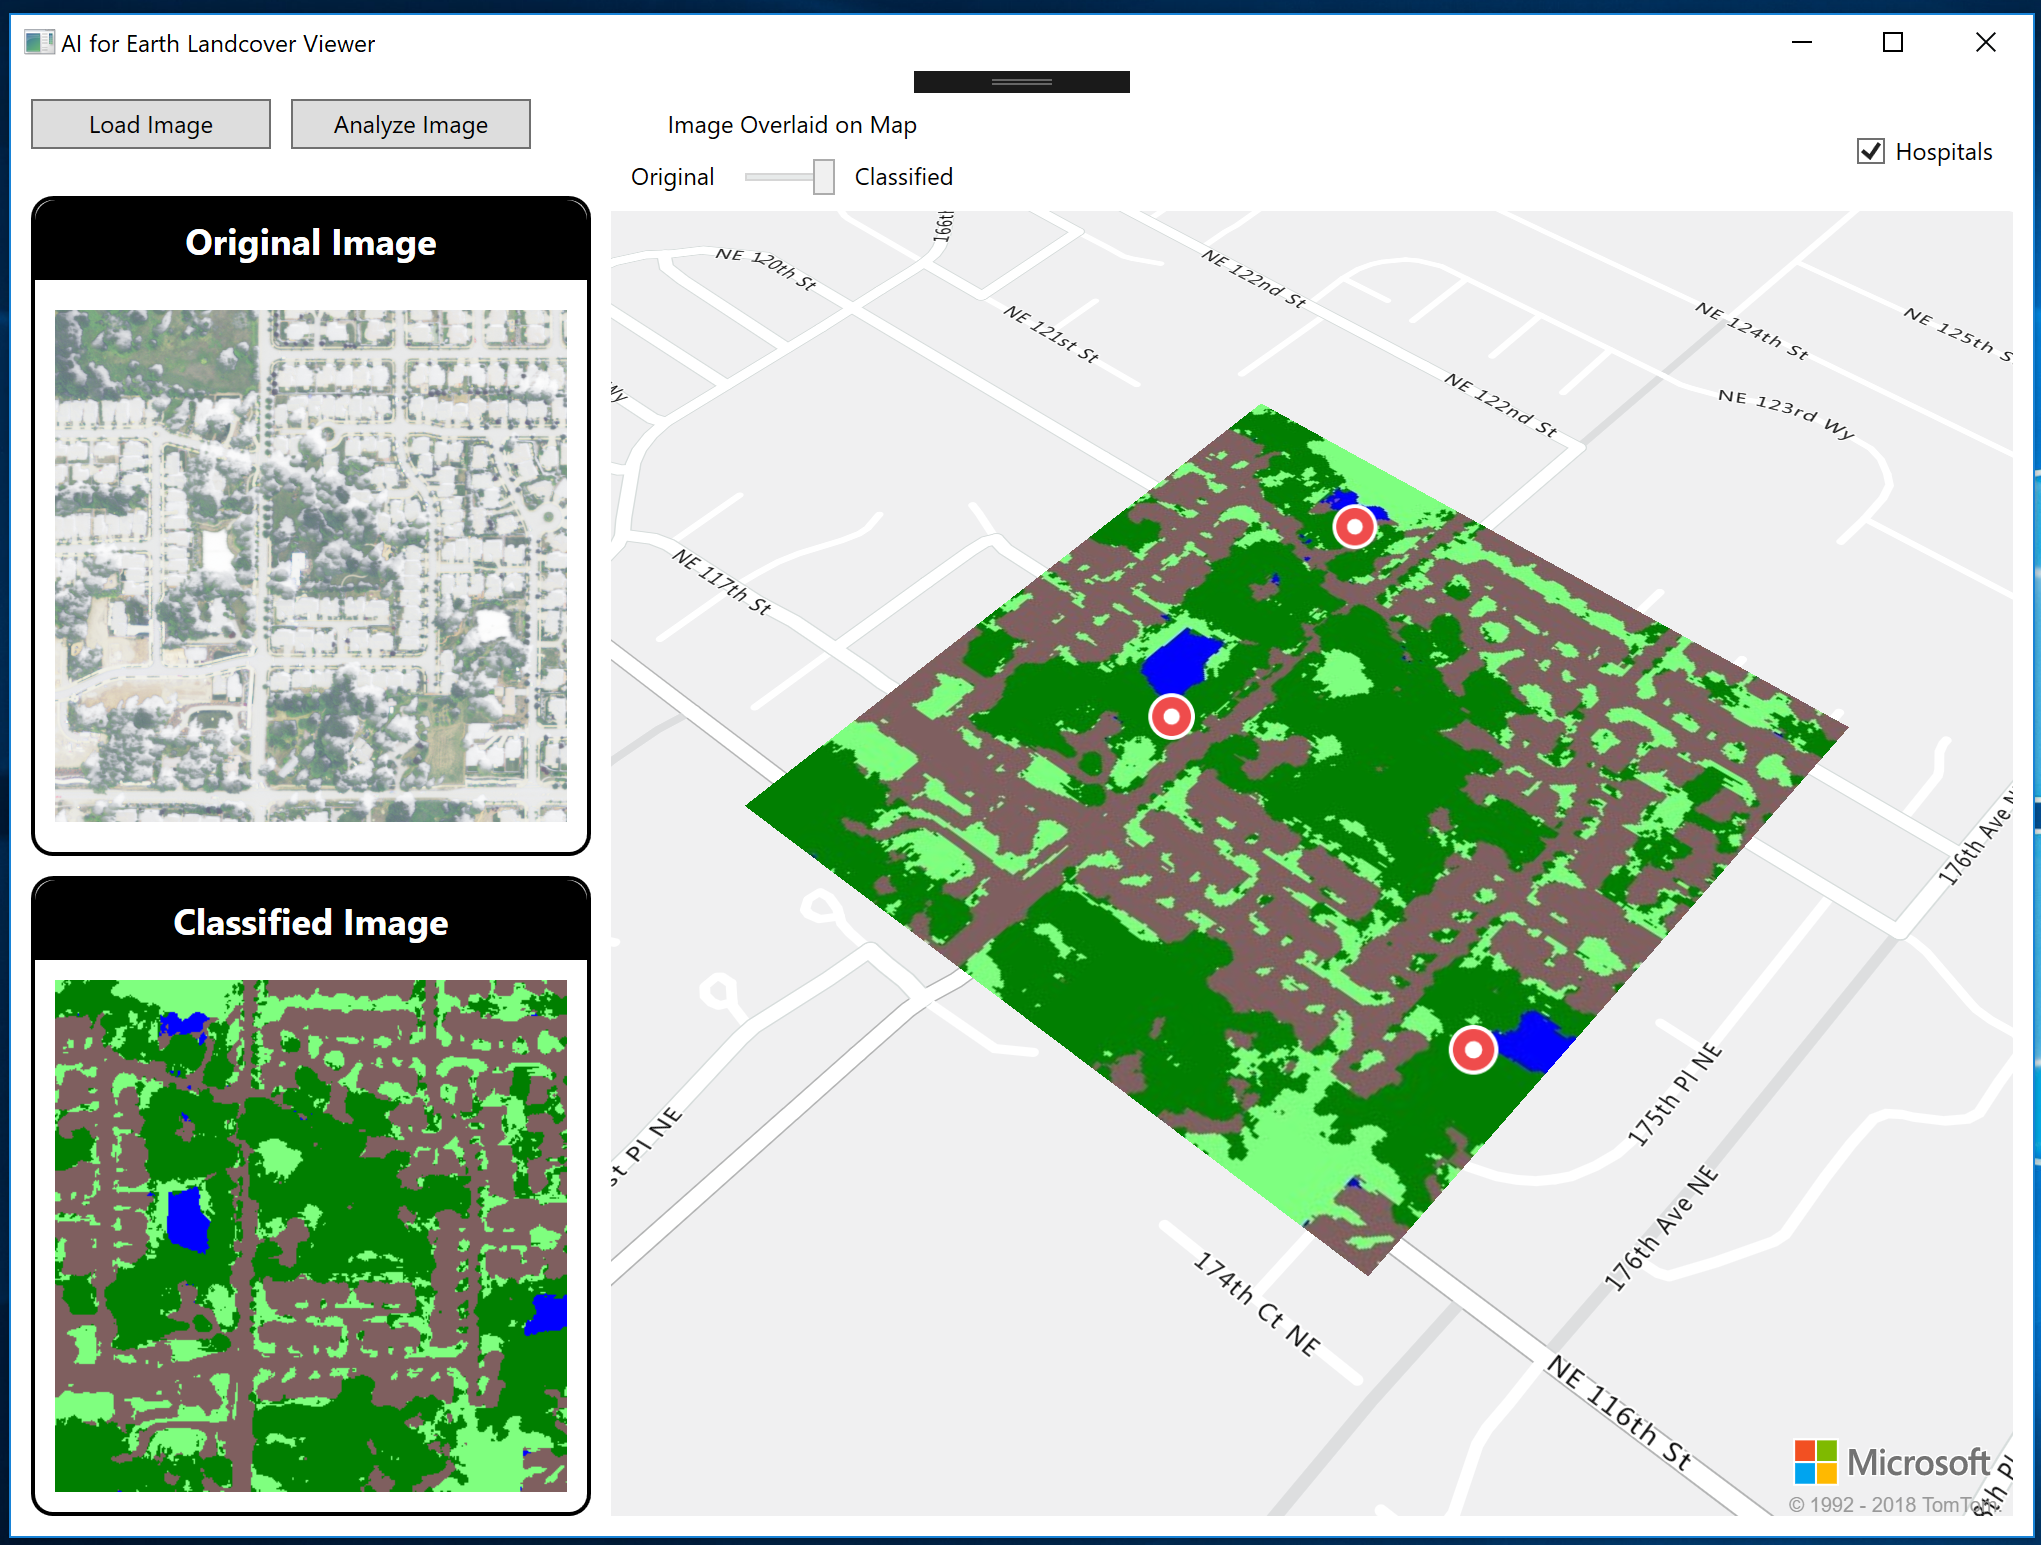 AI for Earth Landcover Viewer
Load Image
Analyze Image
Image Overlaid on Map
Original
Classified
Hospitals
Original Image
Classified Image
166th
NE 120th St
NE 122nd St
NE 121st St
NE 124th St
NE 125th S
NE 122nd St
NE 123rd Wy
Wy
NE 117th St
176th Ave N
175th Pl NE
st Pl NE
176th Ave NE
174th Ct NE
NE 116th St
8th Pl
Microsoft
© 1992 - 2018 TomTom